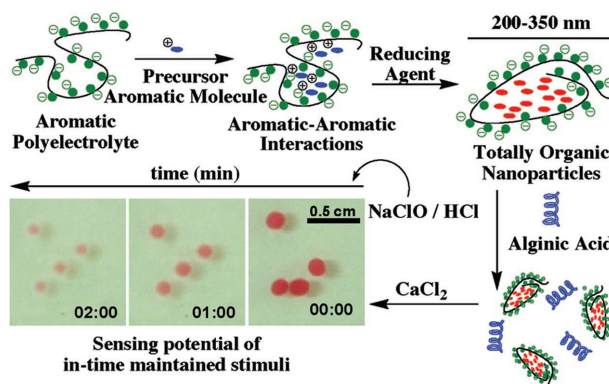 200-350 nm
Precursor
Aromatic Molecule
Reducing
Agent
Aromatic
Polyelectrolyte
Aromatic-Aromatic
Interactions
Totally Organic
Nanoparticles
time (min)
NaClO / HCl
0.5 cm
Alginic Acid
CaCl2
02:00
01:00
00:00
Sensing potential of
in-time maintained stimuli